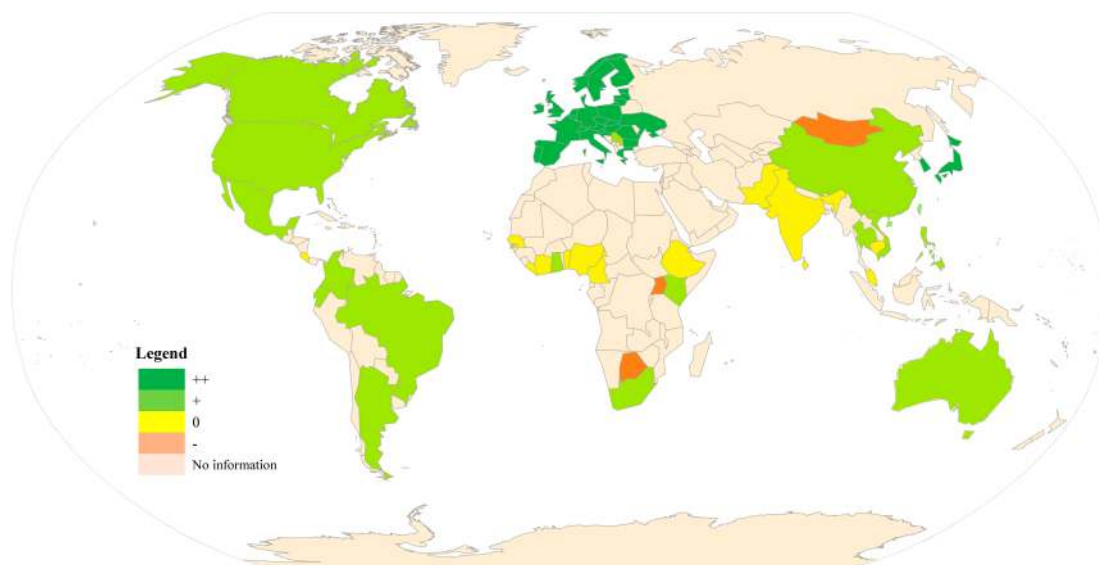 Legend
++
+
0
-
No information